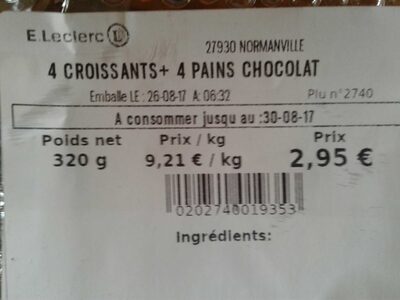 E.Leclerc L
27930 NORMANVILLE
4 CROISSANTS+ 4 PAINS CHOCOLAT
Emballe LE : 26-08-17 A: 06:32 Plu n°2740
A consommer jusqu au :30-08-17
Poids net Prix / kg Prix
320 g 9,21 € / kg 2,95 €
0202740019353
Ingrédients: